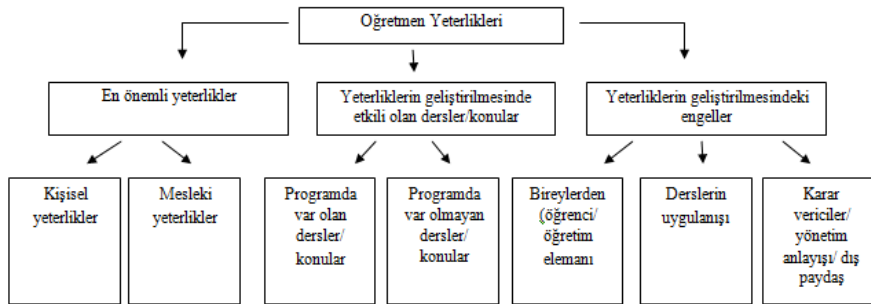 Öğretmen Yeterlikleri
En önemli yeterlikler
Yeterliklerin geliştirilmesinde
etkili olan dersler/konular
Yeterliklerin geliştirilmesindeki
engeller
Kişisel
yeterlikler
Mesleki
yeterlikler
Programda
var olan
dersler/
konular
Programda
var olmayan
dersler/
konular
Bireylerden
(öğrenci/
öğretim
elemanı
Derslerin
uygulanışı
Karar
vericiler/
yönetim
anlayışı/ dış
paydaş